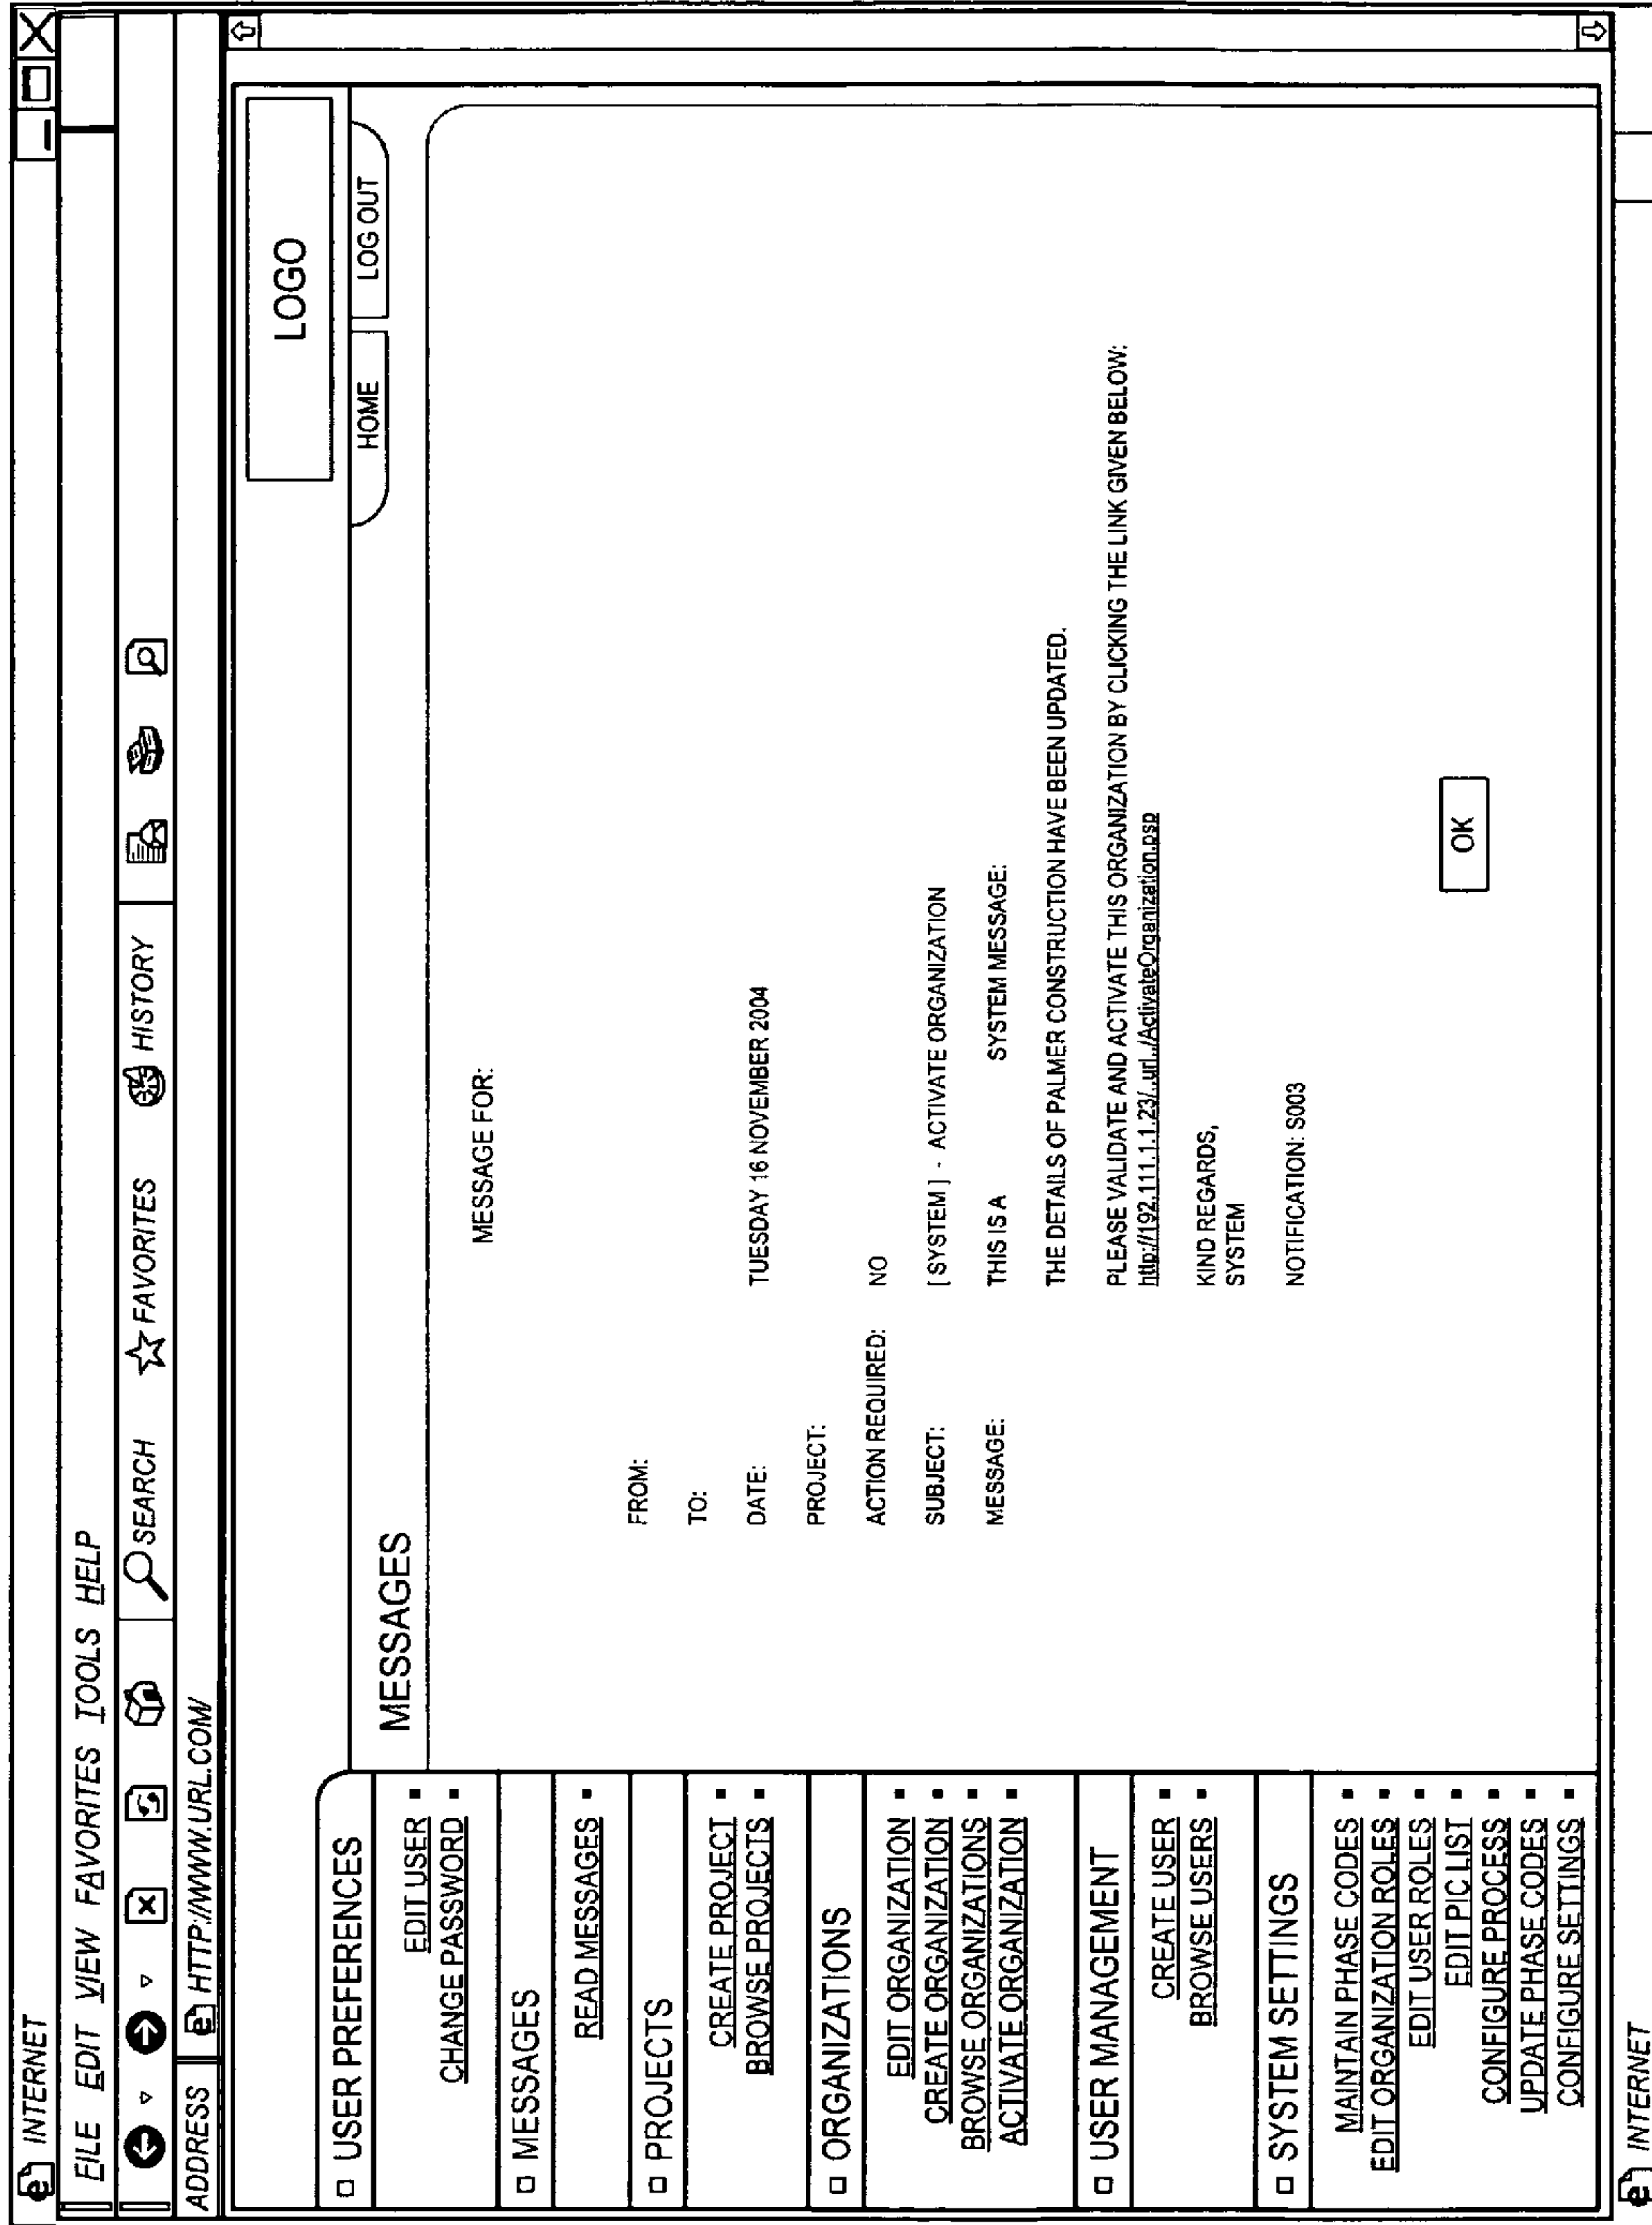 INTERNET
FILE EDIT VIEW FAVORITES TOOLS HELP
SEARCH FAVORITES HISTORY
ADDRESS HTTP://WWW.URL.COM/
LOGO
HOME LOG OUT
USER PREFERENCES
EDIT USER
CHANGE PASSWORD
MESSAGES
READ MESSAGES
PROJECTS
CREATE PROJECT
BROWSE PROJECTS
ORGANIZATIONS
EDIT ORGANIZATION
CREATE ORGANIZATION
BROWSE ORGANIZATIONS
ACTIVATE ORGANIZATION
USER MANAGEMENT
CREATE USER
BROWSE USERS
SYSTEM SETTINGS
MAINTAIN PHASE CODES
EDIT ORGANIZATION ROLES
EDIT USER ROLES
EDIT PIC LIST
CONFIGURE PROCESS
UPDATE PHASE CODES
CONFIGURE SETTINGS
MESSAGES
MESSAGE FOR:
FROM:
TO:
DATE: TUESDAY 16 NOVEMBER 2004
PROJECT:
ACTION REQUIRED: NO
SUBJECT: [SYSTEM] - ACTIVATE ORGANIZATION
MESSAGE: THIS IS A SYSTEM MESSAGE:
THE DETAILS OF PALMER CONSTRUCTION HAVE BEEN UPDATED.
PLEASE VALIDATE AND ACTIVATE THIS ORGANIZATION BY CLICKING THE LINK GIVEN BELOW:
http://192.111.1.1.23/..url../ActivateOrganization.psp
KIND REGARDS,
SYSTEM
NOTIFICATION: S003
OK
INTERNET